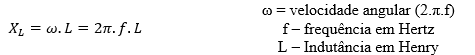 X_L = ω. L = 2π. f. L
ω = velocidade angular (2.π.f)
f – frequência em Hertz
L – Indutância em Henry